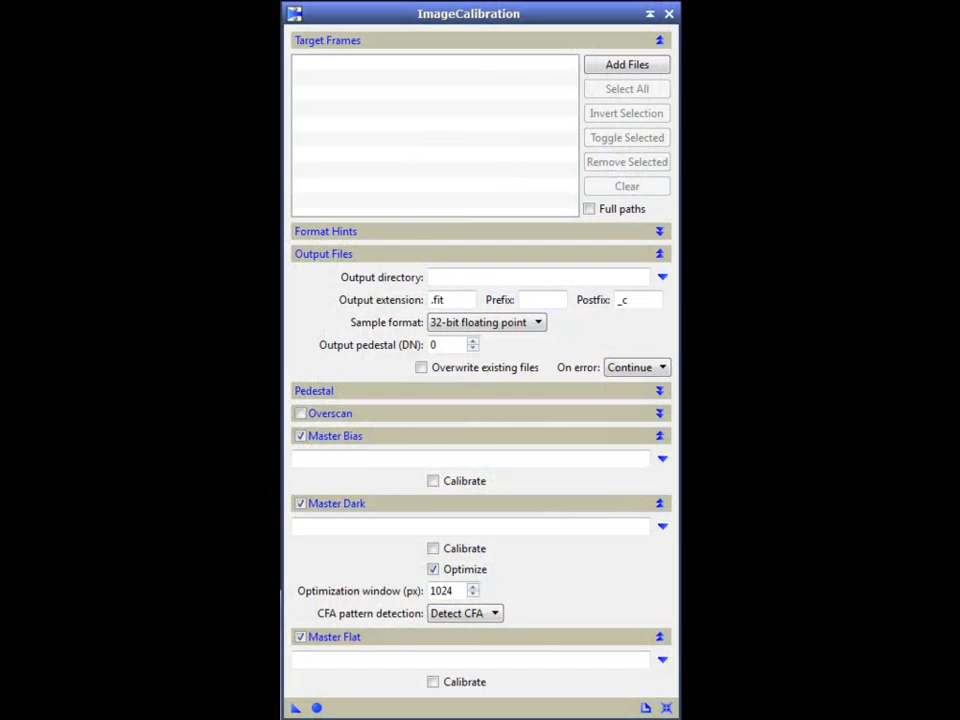 ImageCalibration
Target Frames
Add Files
Select All
Invert Selection
Toggle Selected
Remove Selected
Clear
Full paths
Format Hints
Output Files
Output directory:
Output extension: .fit Prefix: Postfix: _c
Sample format: 32-bit floating point
Output pedestal (DN): 0
Overwrite existing files On error: Continue
Pedestal
Overscan
Master Bias
Calibrate
Master Dark
Calibrate
Optimize
Optimization window (px): 1024
CFA pattern detection: Detect CFA
Master Flat
Calibrate